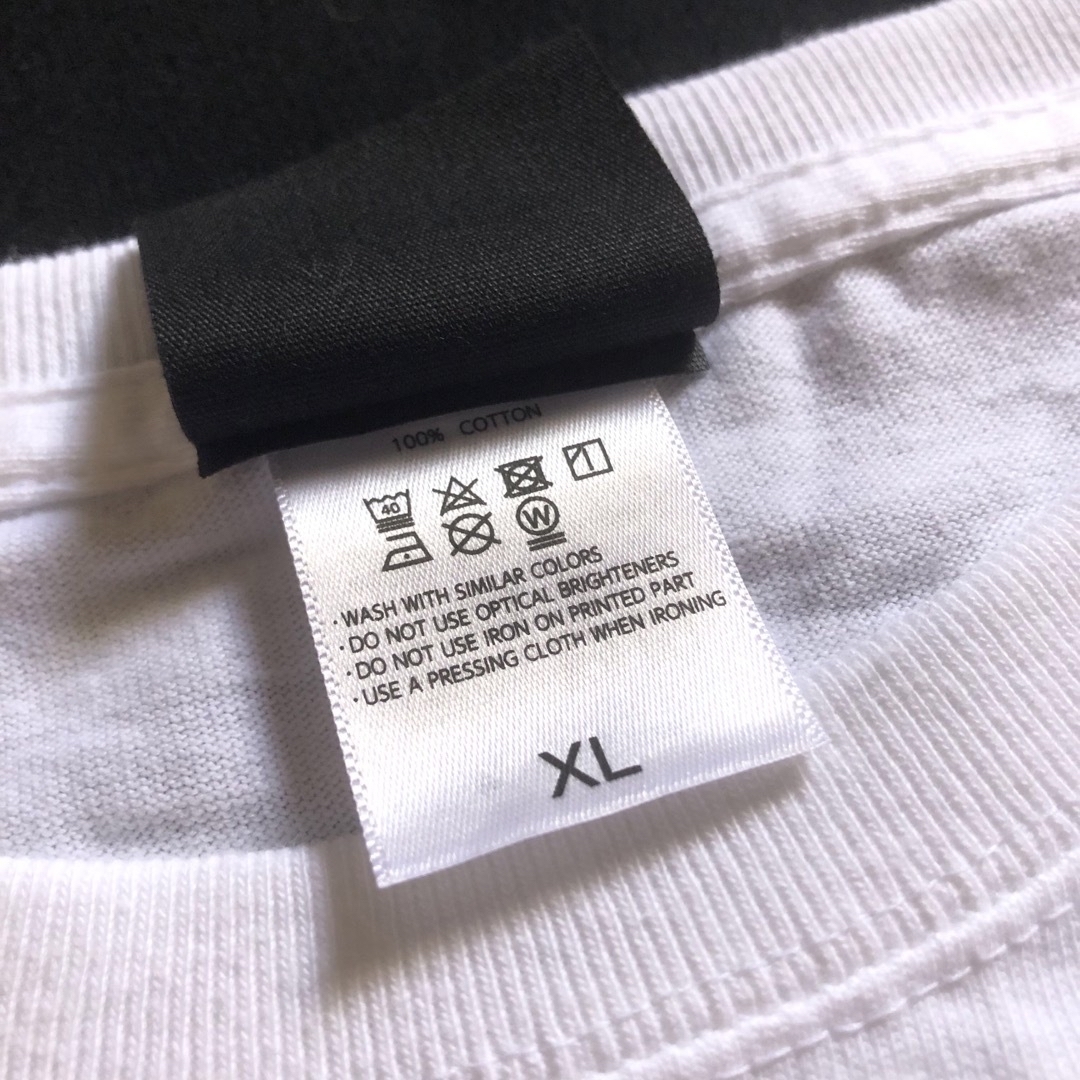 100% COTTON
40
W
· WASH WITH SIMILAR COLORS
· DO NOT USE OPTICAL BRIGHTENERS
· DO NOT USE IRON ON PRINTED PART
· USE A PRESSING CLOTH WHEN IRONING
XL